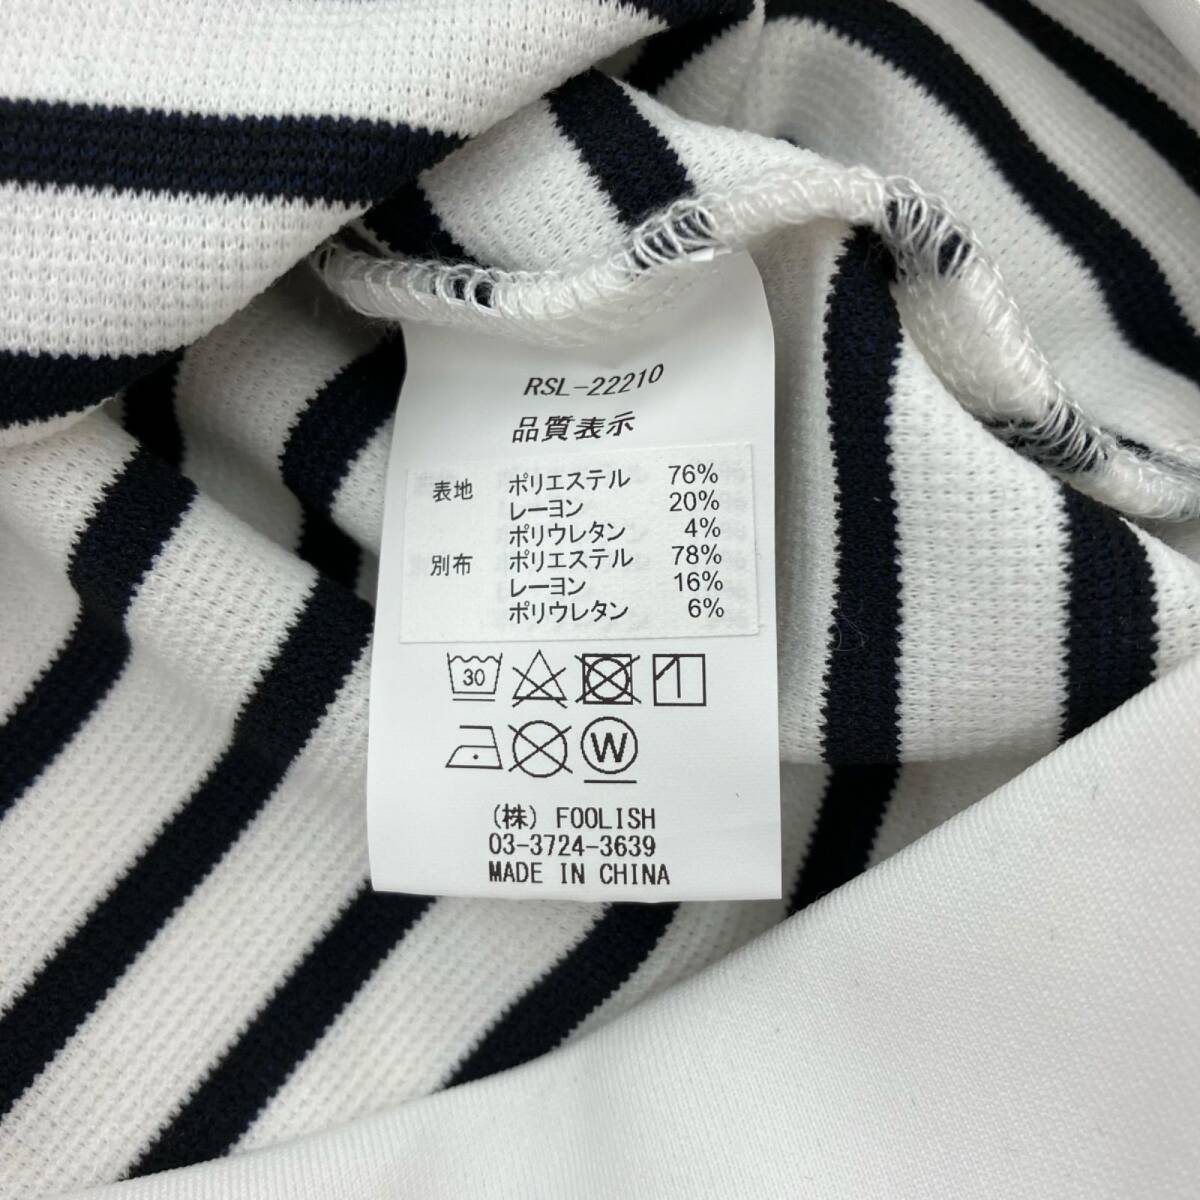 RSL-22210
品質表示
表地 ポリエステル 76%
レーヨン 20%
ポリウレタン 4%
別布 ポリエステル 78%
レーヨン 16%
ポリウレタン 6%
30
W
(株) FOOLISH
03-3724-3639
MADE IN CHINA